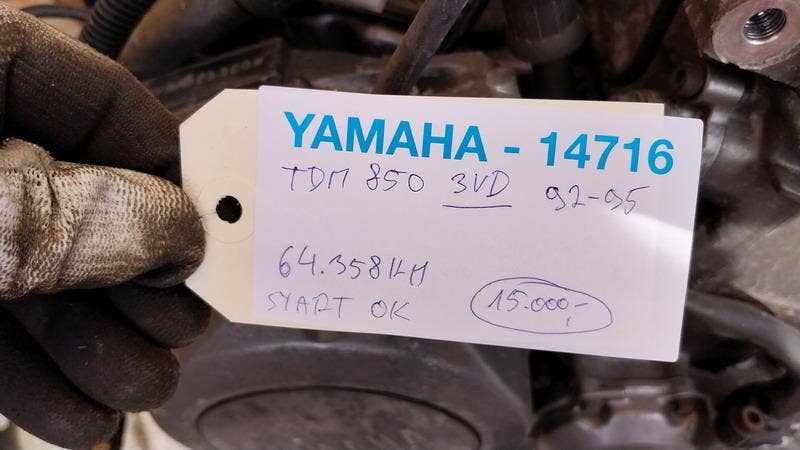 YAMAHA - 14716
TDM 850 3VD 92-95
64.358KM
START OK
15.000,-